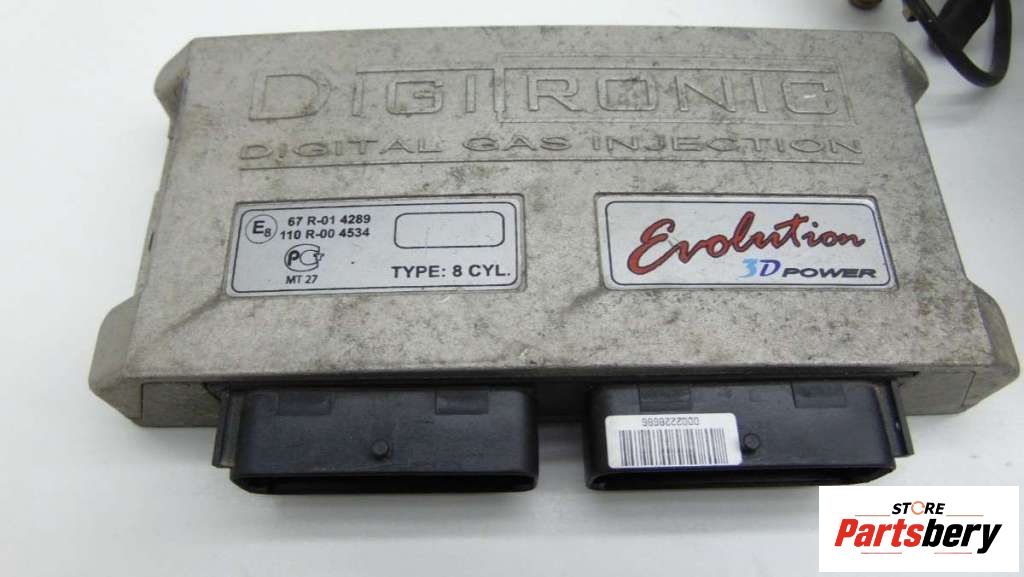 DIGITRONIC
DIGITAL GAS INJECTION
E8
67 R-01 4289
110 R-00 4534
MT 27
TYPE: 8 CYL.
Evolution
3D POWER
0002228686
STORE
Partsbery